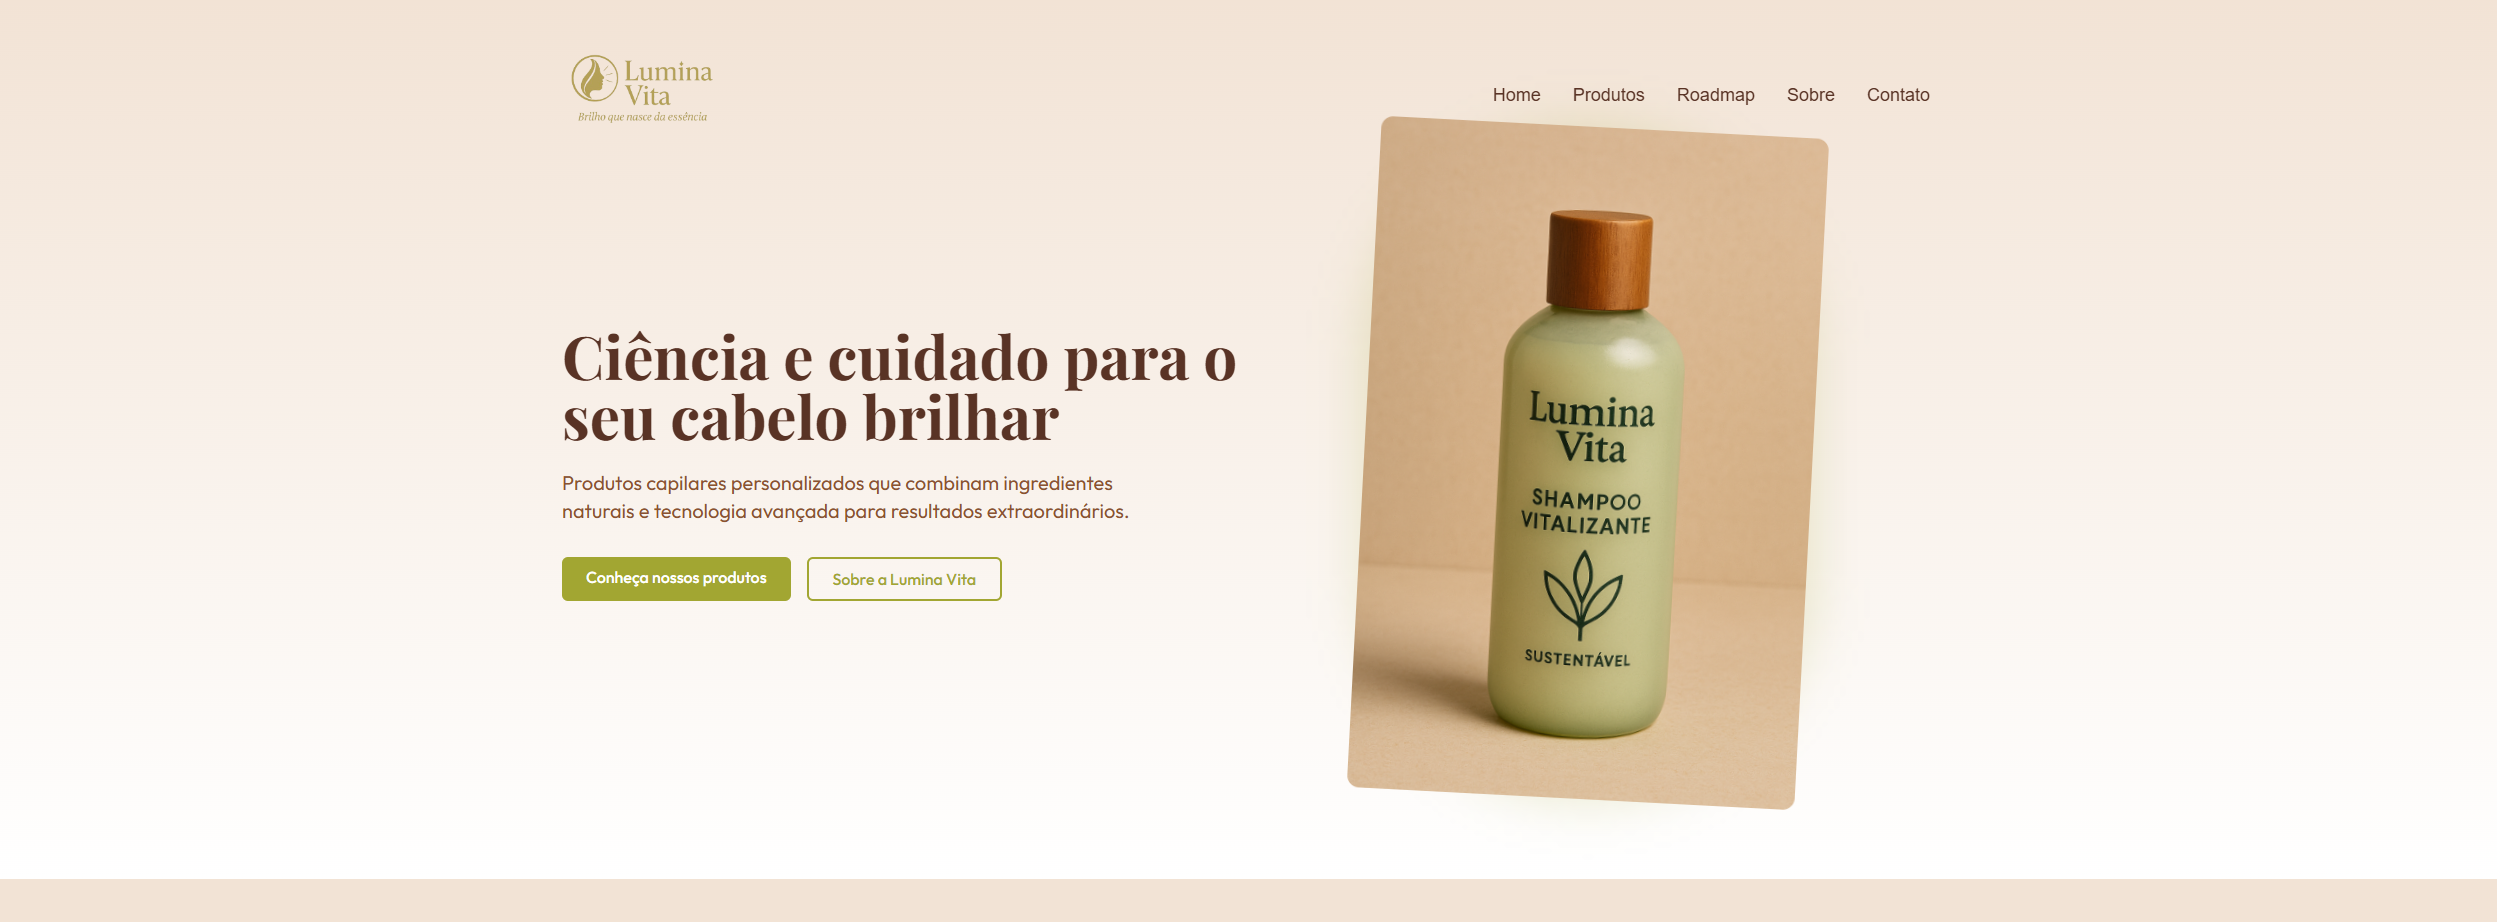 Lumina
Vita
Brilho que nasce da essência
Home Produtos Roadmap Sobre Contato
Ciência e cuidado para o
seu cabelo brilhar
Produtos capilares personalizados que combinam ingredientes
naturais e tecnologia avançada para resultados extraordinários.
Conheça nossos produtos
Sobre a Lumina Vita
Lumina
Vita
SHAMPOO
VITALIZANTE
SUSTENTÁVEL